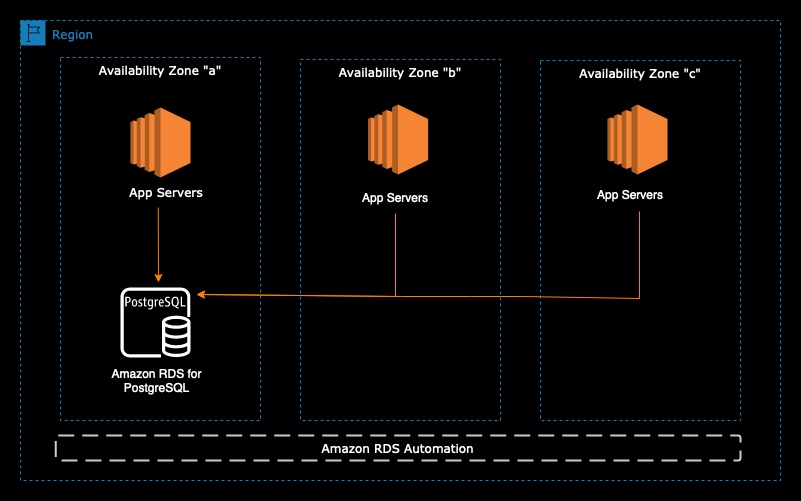 Region
Availability Zone "a"
Availability Zone "b"
Availability Zone "c"
App Servers
App Servers
App Servers
PostgreSQL
Amazon RDS for
PostgreSQL
Amazon RDS Automation